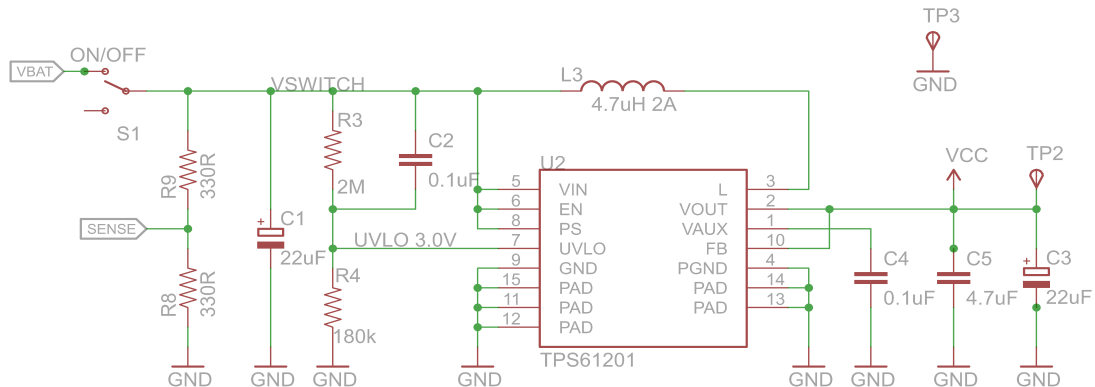 TP3
GND
ON/OFF
VBAT
S1
VSWITCH
L3
4.7uH 2A
R3
2M
C2
0.1uF
R9
330R
SENSE
R8
330R
C1
22uF
UVLO 3.0V
R4
180k
U2
5 VIN
6 EN
8 PS
7 UVLO
9 GND
15 PAD
11 PAD
12 PAD
L 3
VOUT 2
VAUX 1
FB 10
PGND 4
PAD 14
PAD 13
TPS61201
VCC
TP2
C4
0.1uF
C5
4.7uF
C3
22uF
+
+
GND
GND
GND
GND
GND
GND
GND
GND